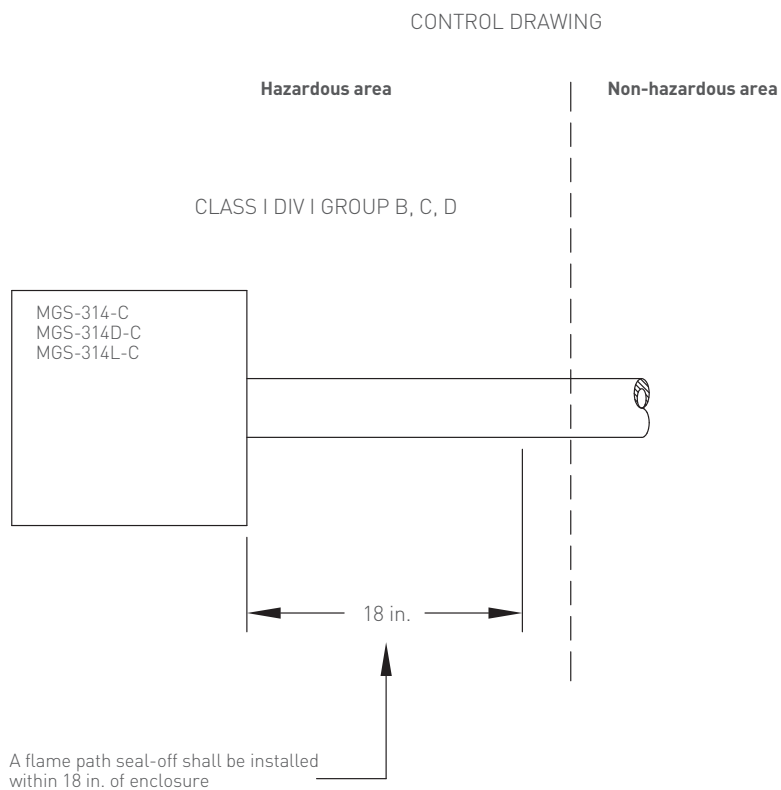 CONTROL DRAWING
Hazardous area
Non-hazardous area
CLASS I DIV I GROUP B, C, D
MGS-314-C
MGS-314D-C
MGS-314L-C
18 in.
A flame path seal-off shall be installed
within 18 in. of enclosure